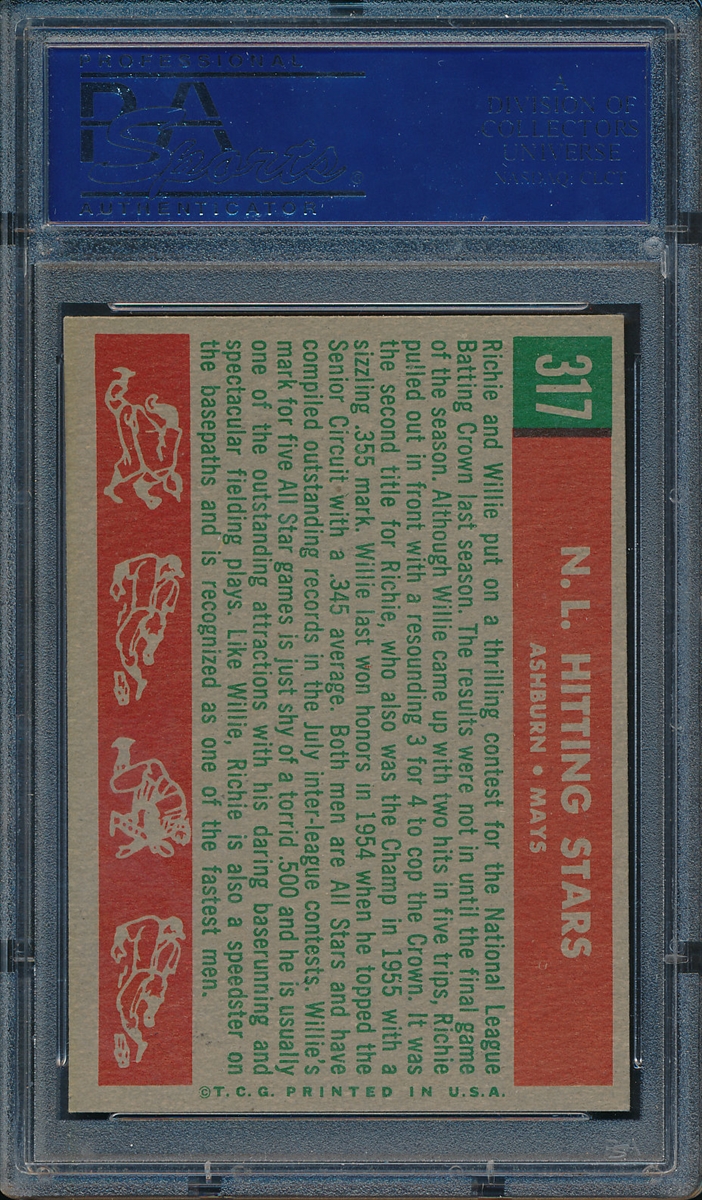 PROFESSIONAL
PSA
Sports®
AUTHENTICATOR
A
DIVISION OF
COLLECTORS
UNIVERSE
NASDAQ: CLCT
317
N. L. HITTING STARS
ASHBURN • MAYS
Richie and Willie put on a thrilling contest for the National League
Batting Crown last season. The results were not in until the final game
of the season. Although Willie came up with two hits in five trips, Richie
pulled out in front with a resounding 3 for 4 to cop the Crown. It was
the second title for Richie, who also was the Champ in 1955 with a
sizzling .355 mark. Willie last won honors in 1954 when he topped the
Senior Circuit with a .345 average. Both men are All Stars and have
compiled outstanding records in the July inter-league contests. Willie's
mark for five All Star games is just shy of a torrid .500 and he is usually
one of the outstanding attractions with his daring baserunning and
spectacular fielding plays. Like Willie, Richie is also a speedster on
the basepaths and is recognized as one of the fastest men.
©T.C.G. PRINTED IN U.S.A.
PSA